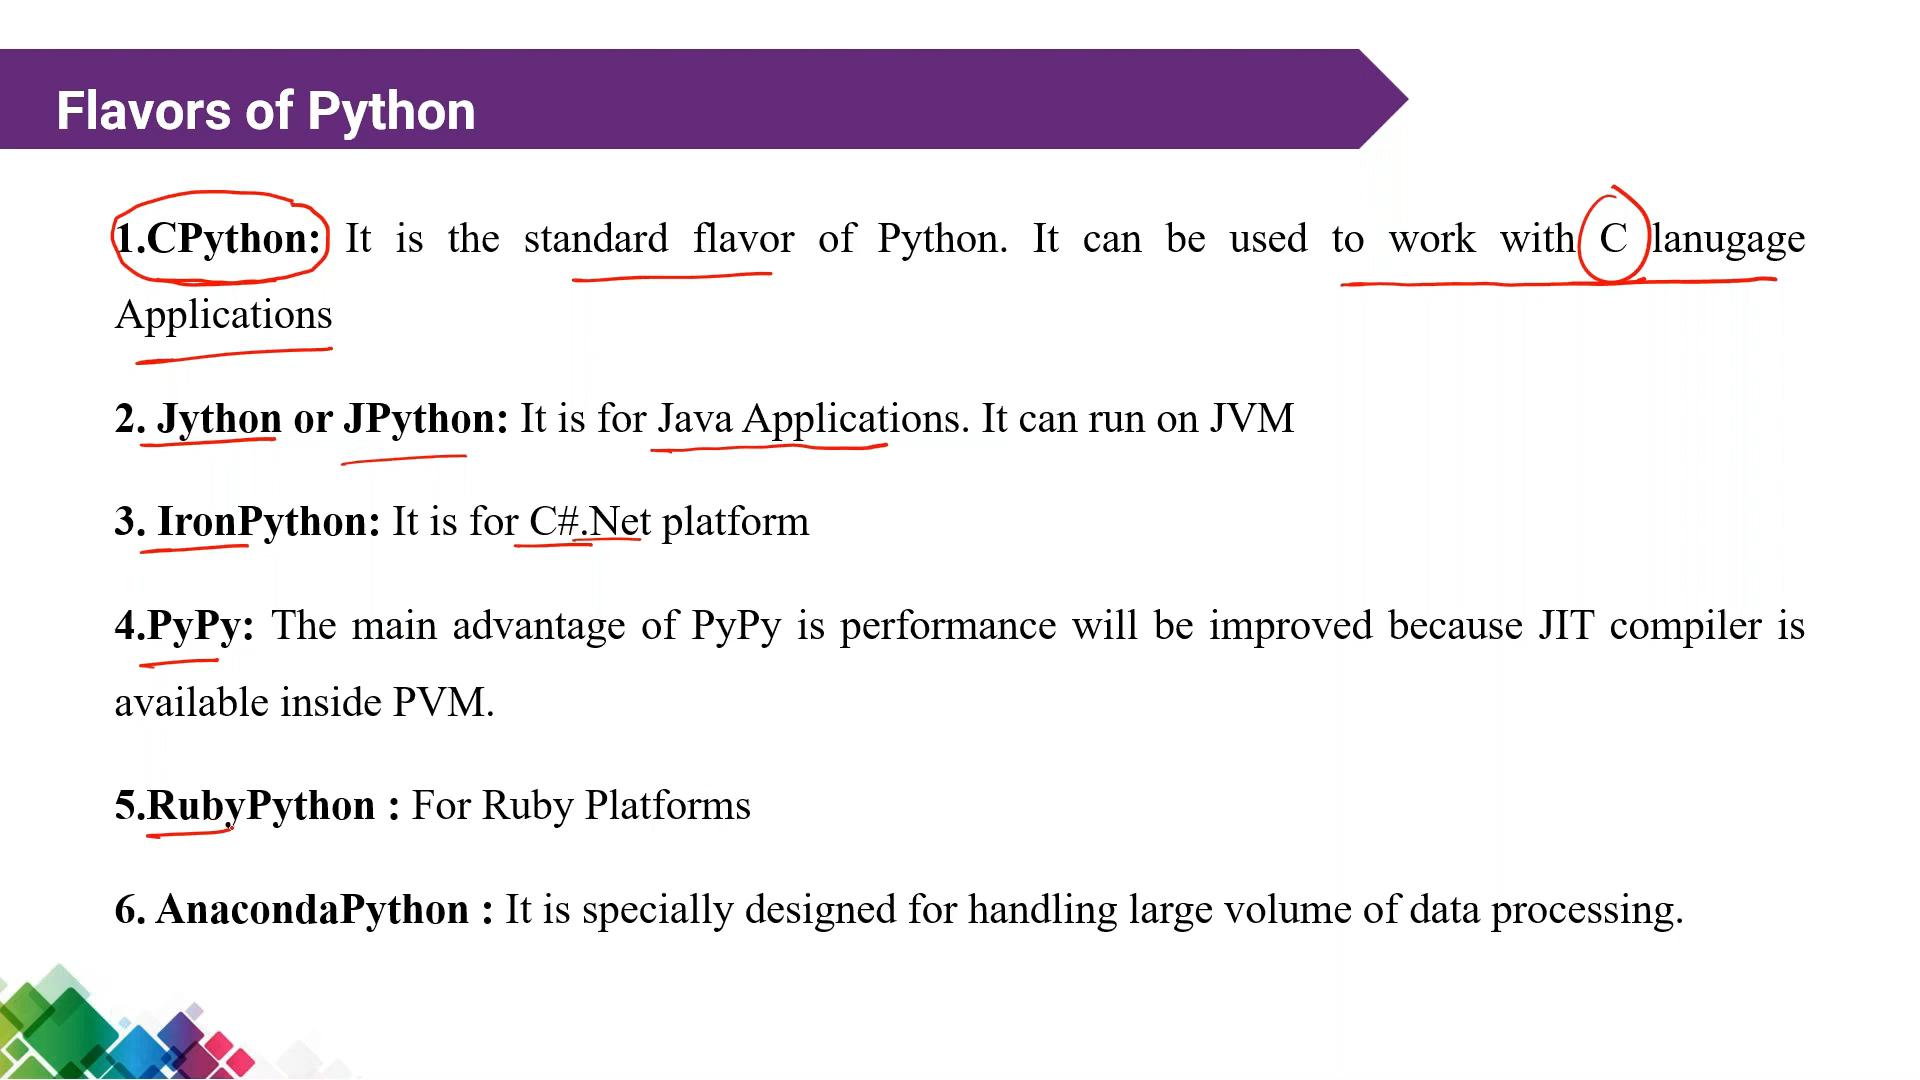 Flavors of Python
1.CPython: It is the standard flavor of Python. It can be used to work with C lanugage
Applications
2. Jython or JPython: It is for Java Applications. It can run on JVM
3. IronPython: It is for C#.Net platform
4.PyPy: The main advantage of PyPy is performance will be improved because JIT compiler is
available inside PVM.
5.RubyPython : For Ruby Platforms
6. AnacondaPython : It is specially designed for handling large volume of data processing.